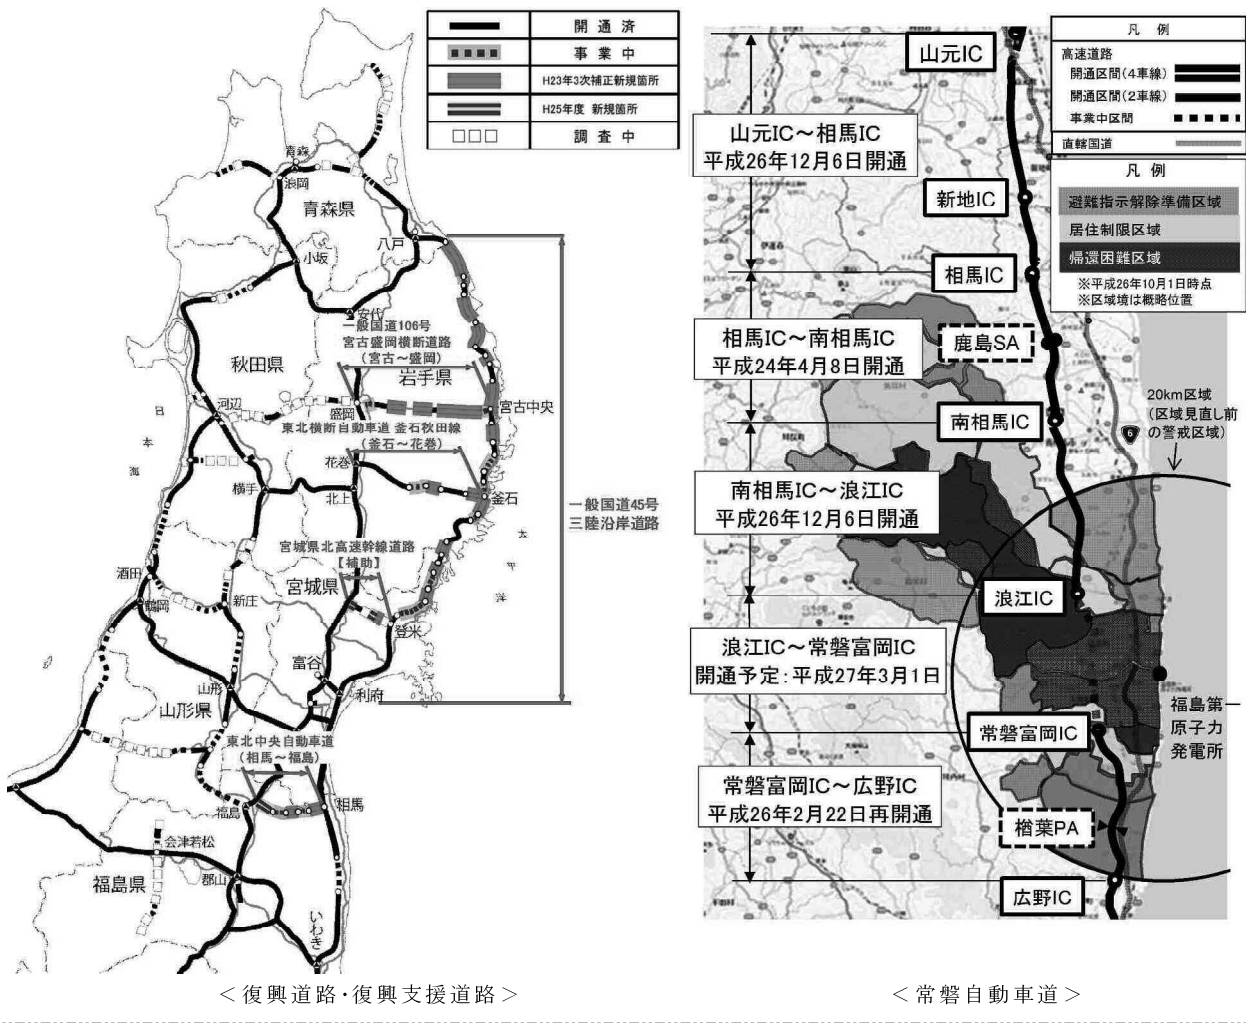 開通済
事業中
H23年3次補正新規箇所
H25年度 新規箇所
調査中
青森
浪岡
青森県
八戸
小坂
安代
一般国道106号
宮古盛岡横断道路
(宮古～盛岡)
秋田県
岩手県
河辺
盛岡
宮古中央
日本海
東北横断自動車道 釜石秋田線
(釜石～花巻)
花巻
横手
北上
釜石
一般国道45号
三陸沿岸道路
太平洋
宮城県北高速幹線道路
【補助】
宮城県
酒田
鶴岡
新庄
登米
富谷
山形
利府
山形県
東北中央自動車道
(相馬～福島)
福島
相馬
会津若松
福島県
郡山
いわき
＜復興道路・復興支援道路＞
山元IC
凡例
高速道路
開通区間(4車線)
開通区間(2車線)
事業中区間
直轄国道
凡例
避難指示解除準備区域
居住制限区域
帰還困難区域
※平成26年10月1日時点
※区域境は概略位置
山元IC～相馬IC
平成26年12月6日開通
新地IC
相馬IC
相馬IC～南相馬IC
平成24年4月8日開通
鹿島SA
南相馬IC
20km区域
(区域見直し前
の警戒区域)
6
南相馬IC～浪江IC
平成26年12月6日開通
浪江IC
浪江IC～常磐富岡IC
開通予定：平成27年3月1日
福島第一
原子力
発電所
常磐富岡IC
常磐富岡IC～広野IC
平成26年2月22日再開通
楢葉PA
広野IC
＜常磐自動車道＞